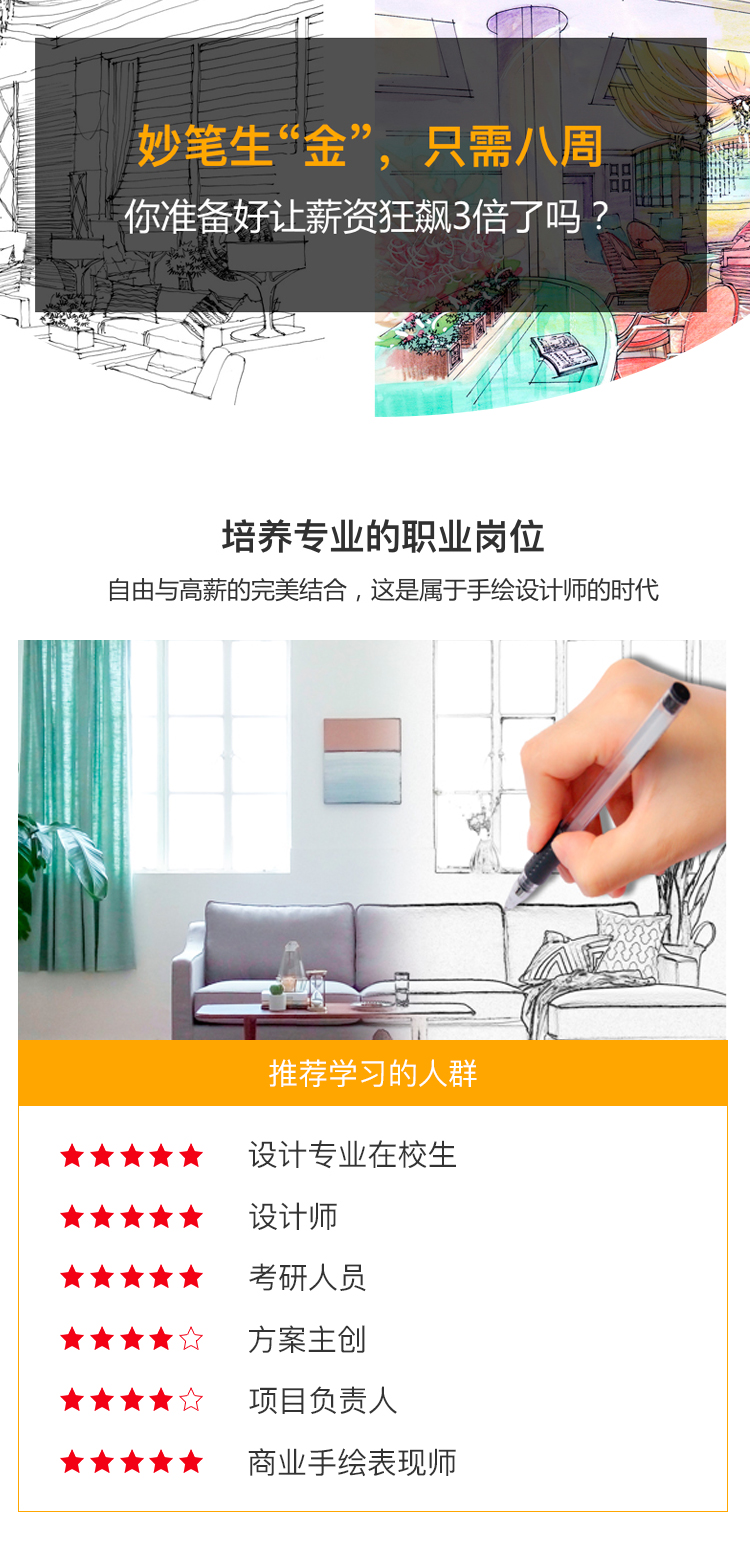 妙笔生“金”，只需八周
你准备好让薪资狂飙3倍了吗？
培养专业的职业岗位
自由与高薪的完美结合，这是属于手绘设计师的时代
推荐学习的人群
★★★★★ 设计专业在校生
★★★★★ 设计师
★★★★★ 考研人员
★★★★☆ 方案主创
★★★★☆ 项目负责人
★★★★★ 商业手绘表现师